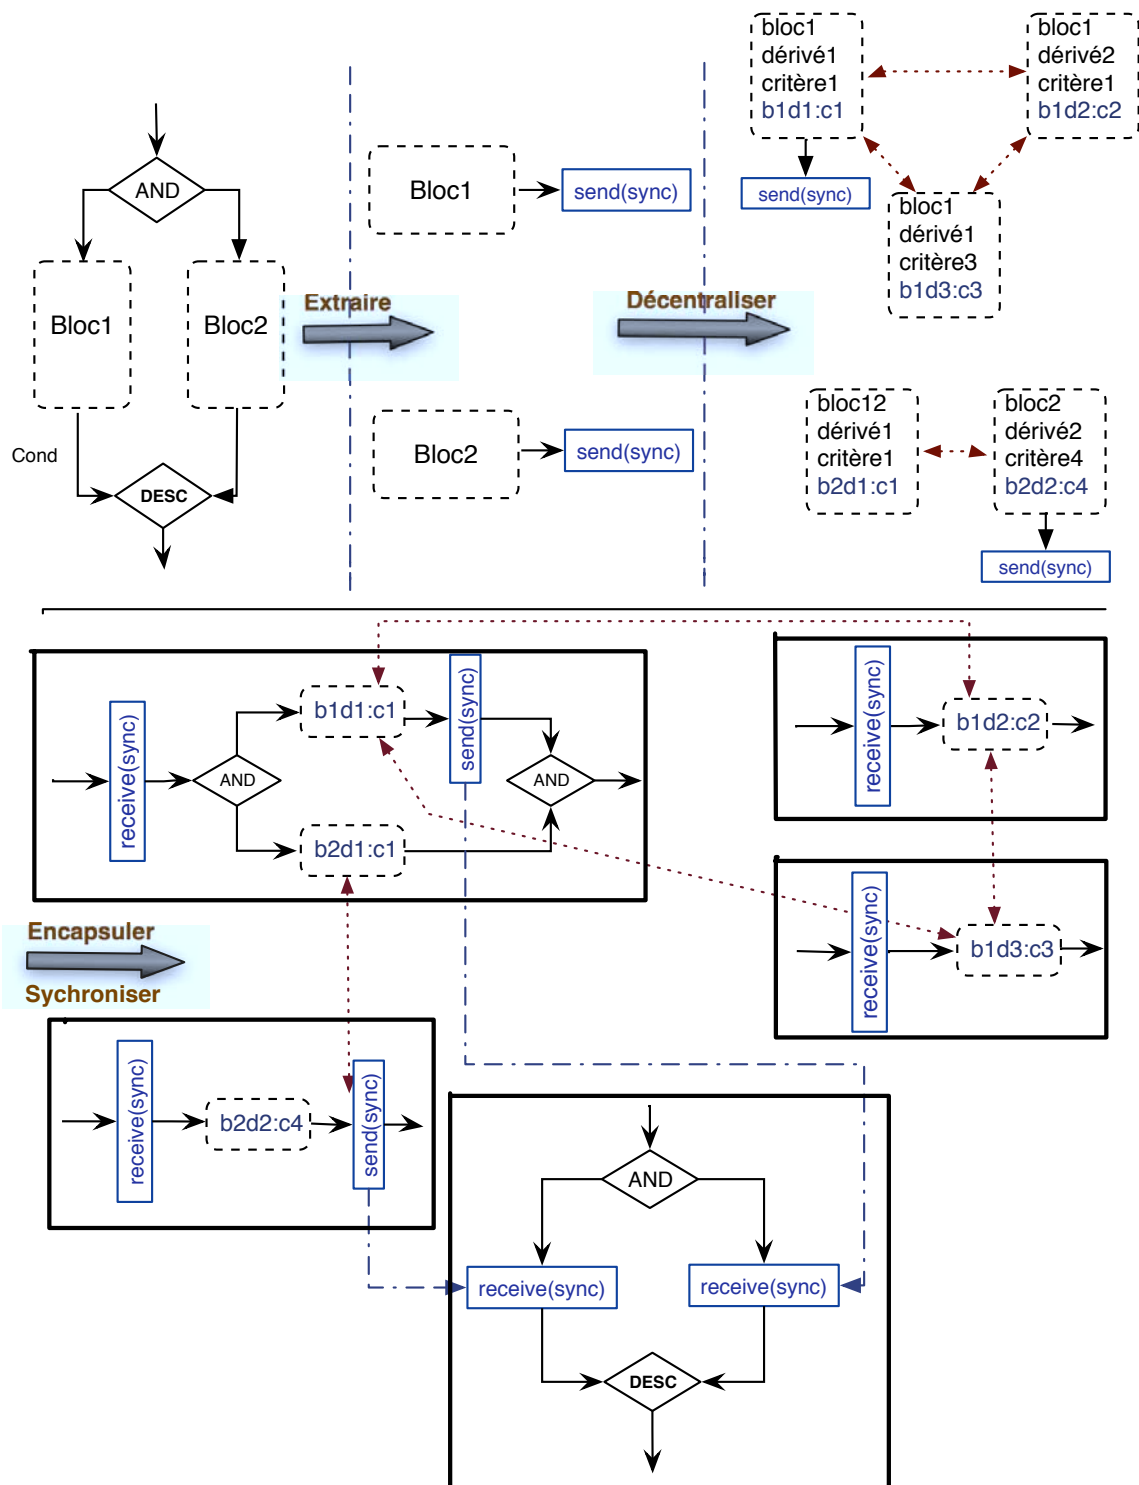 bloc1
dérivé1
critère1
b1d1:c1
bloc1
dérivé2
critère1
b1d2:c2
AND
Bloc1
send(sync)
send(sync)
bloc1
dérivé1
critère3
b1d3:c3
Bloc1
Bloc2
Extraire
Décentraliser
bloc12
dérivé1
critère1
b2d1:c1
bloc2
dérivé2
critère4
b2d2:c4
Cond
Bloc2
send(sync)
DESC
send(sync)
receive(sync)
AND
b1d1:c1
send(sync)
AND
b2d1:c1
receive(sync)
b1d2:c2
receive(sync)
b1d3:c3
Encapsuler
Sychroniser
receive(sync)
b2d2:c4
send(sync)
AND
receive(sync)
receive(sync)
DESC